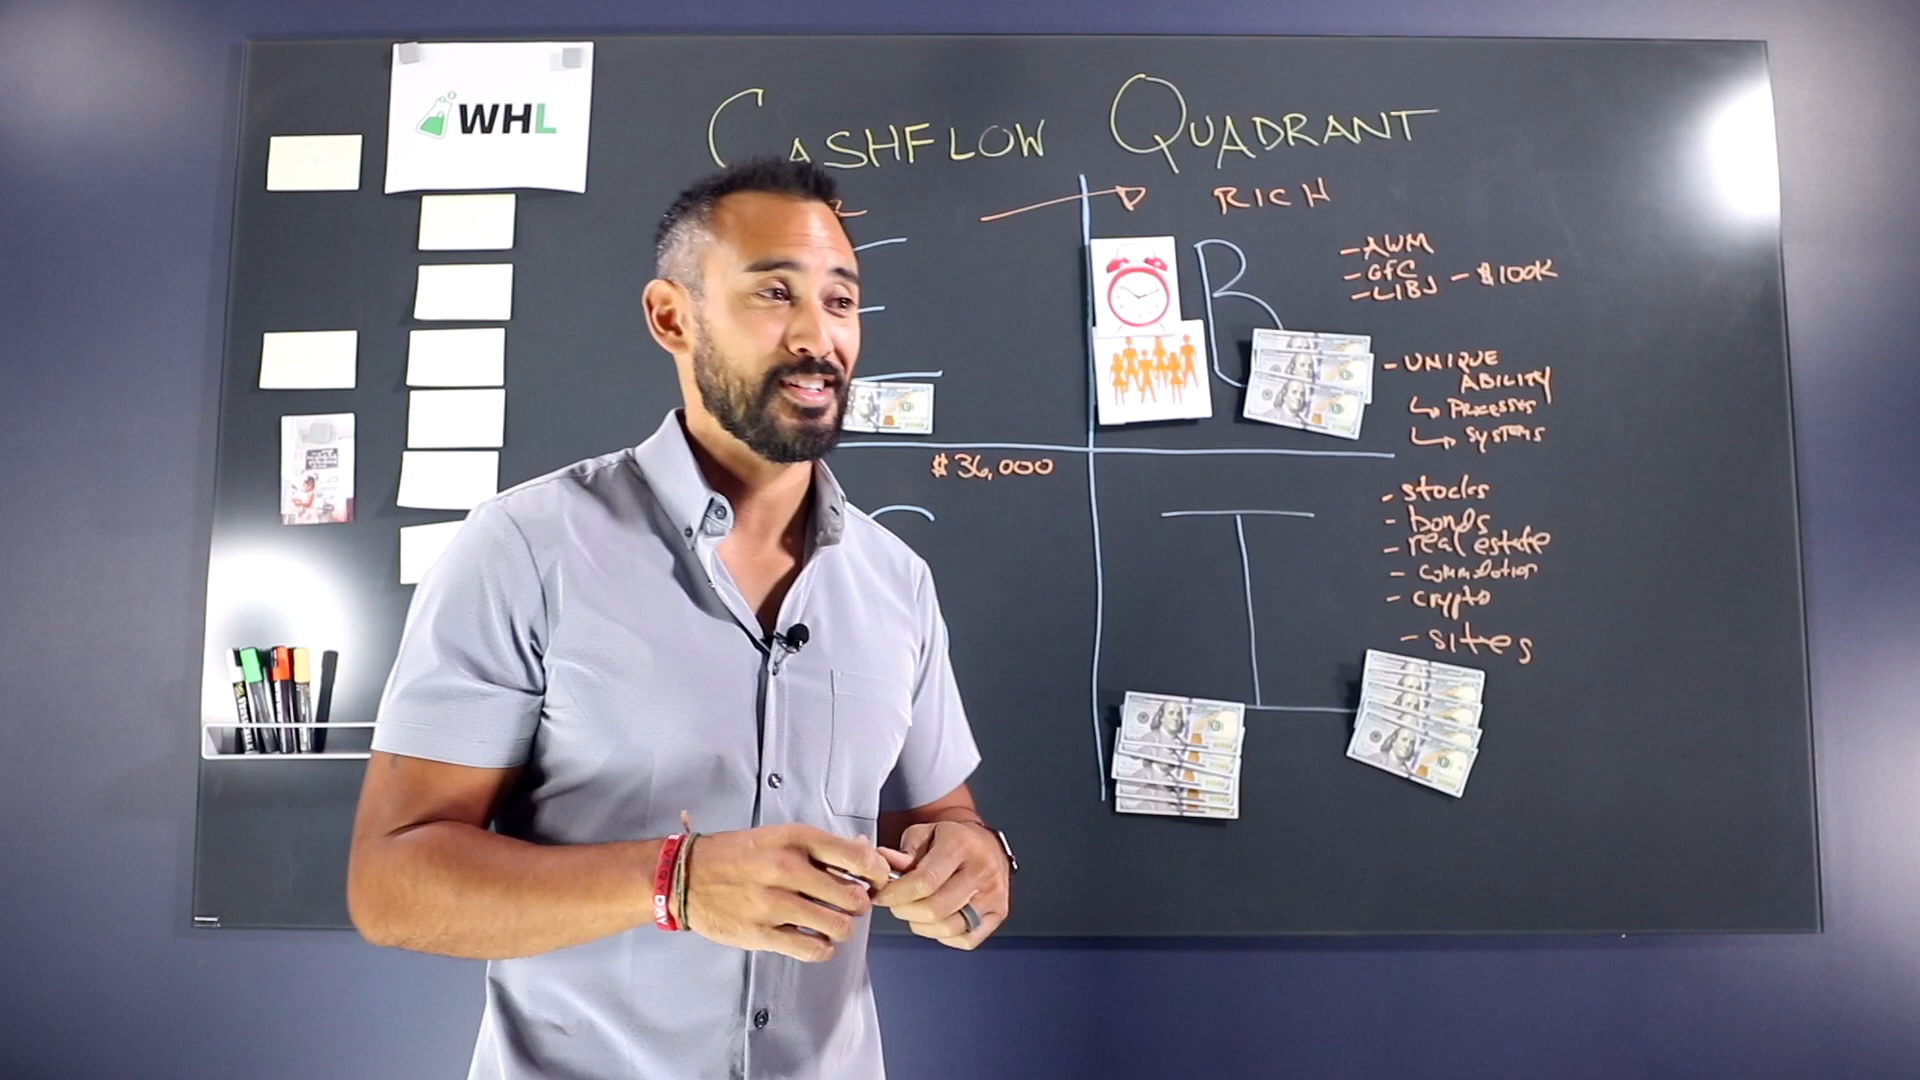 WHL
CASHFLOW QUADRANT
RICH
E
B
- AWM
- GFC
- LIBJ - $100K
- UNIQUE
ABILITY
↳ PROCESSES
↳ SYSTEMS
$36,000
S
I
- stocks
- bonds
- real estate
- crypto
- sites